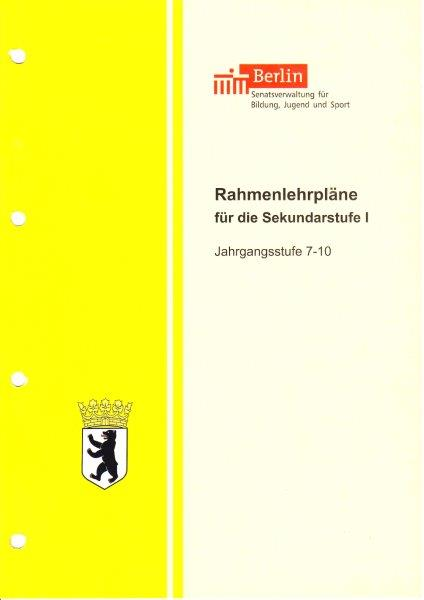 Berlin
Senatsverwaltung für
Bildung, Jugend und Sport
Rahmenlehrpläne
für die Sekundarstufe I
Jahrgangsstufe 7-10